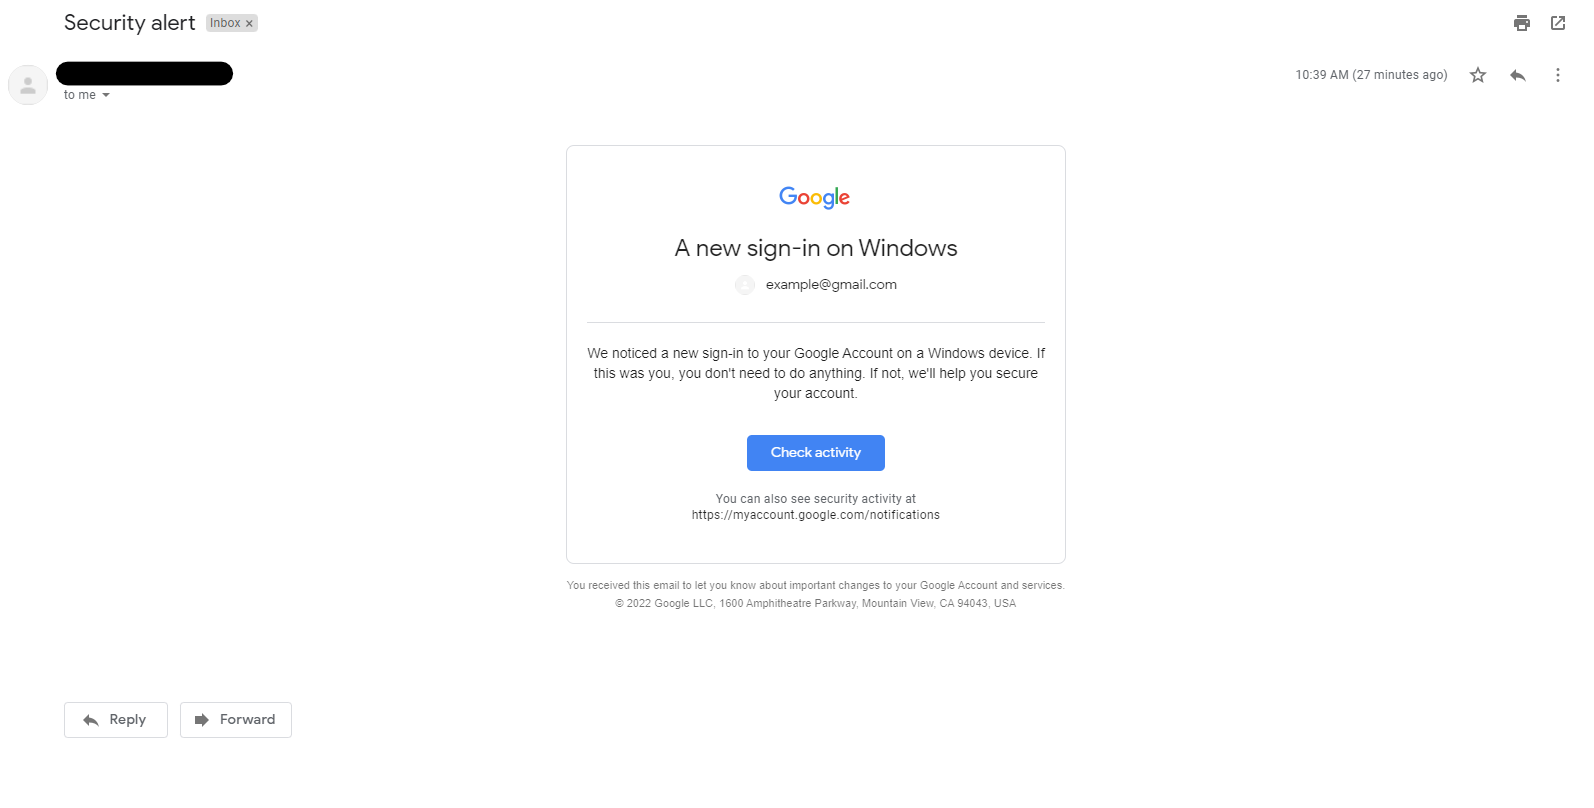 Security alert Inbox ×
10:39 AM (27 minutes ago)
to me
Google
A new sign-in on Windows
example@gmail.com
We noticed a new sign-in to your Google Account on a Windows device. If
this was you, you don't need to do anything. If not, we'll help you secure
your account.
Check activity
You can also see security activity at
https://myaccount.google.com/notifications
You received this email to let you know about important changes to your Google Account and services.
© 2022 Google LLC, 1600 Amphitheatre Parkway, Mountain View, CA 94043, USA
Reply Forward